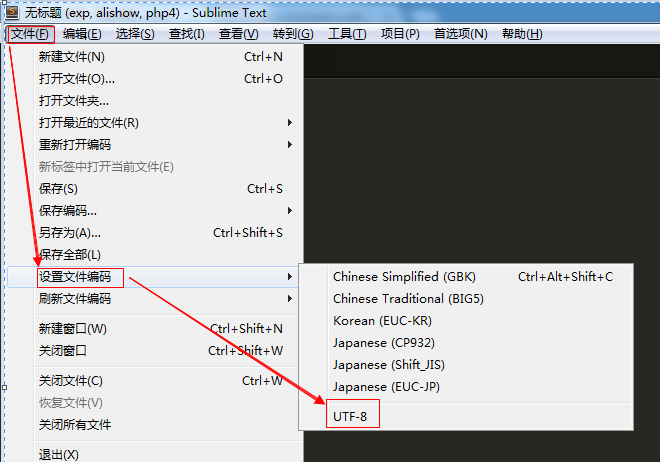 无标题 (exp, alishow, php4) - Sublime Text
文件(F) 编辑(E) 选择(S) 查找(I) 查看(V) 转到(G) 工具(T) 项目(P) 首选项(N) 帮助(H)
新建文件(N) Ctrl+N
打开文件(O)... Ctrl+O
打开文件夹...
打开最近的文件(R)
重新打开编码
新标签中打开当前文件(E)
保存(S) Ctrl+S
保存编码...
另存为(A)... Ctrl+Shift+S
保存全部(L)
设置文件编码
Chinese Simplified (GBK) Ctrl+Alt+Shift+C
Chinese Traditional (BIG5)
Korean (EUC-KR)
Japanese (CP932)
Japanese (Shift_JIS)
Japanese (EUC-JP)
UTF-8
刷新文件编码
新建窗口(W) Ctrl+Shift+N
关闭窗口 Ctrl+Shift+W
关闭文件(C) Ctrl+W
恢复文件(V)
关闭所有文件
退出(X)